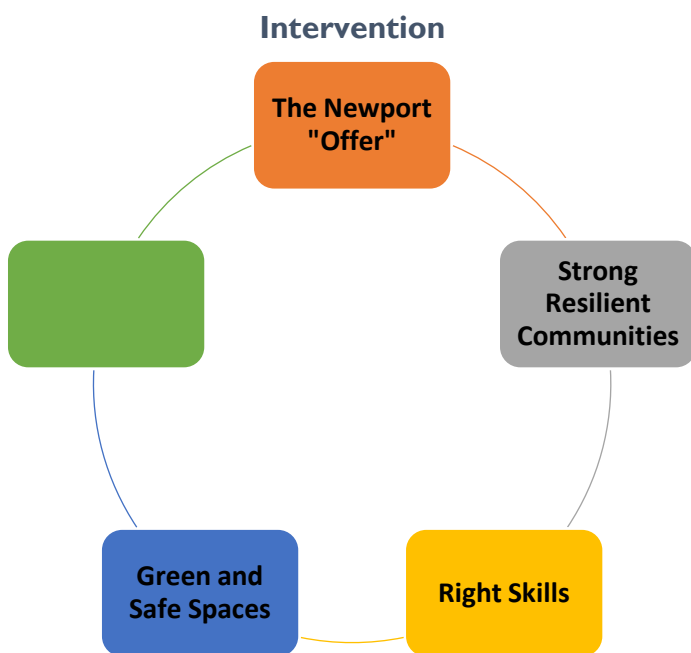 Intervention
The Newport
"Offer"
Strong
Resilient
Communities
Right Skills
Green and
Safe Spaces